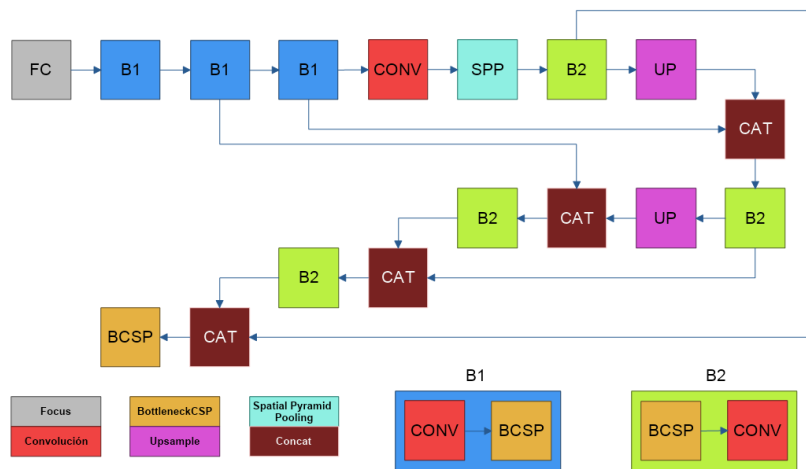 FC
B1
B1
B1
CONV
SPP
B2
UP
CAT
B2
CAT
UP
B2
B2
CAT
BCSP
CAT
Focus
Convolución
BottleneckCSP
Upsample
Spatial Pyramid
Pooling
Concat
B1
CONV
BCSP
B2
BCSP
CONV